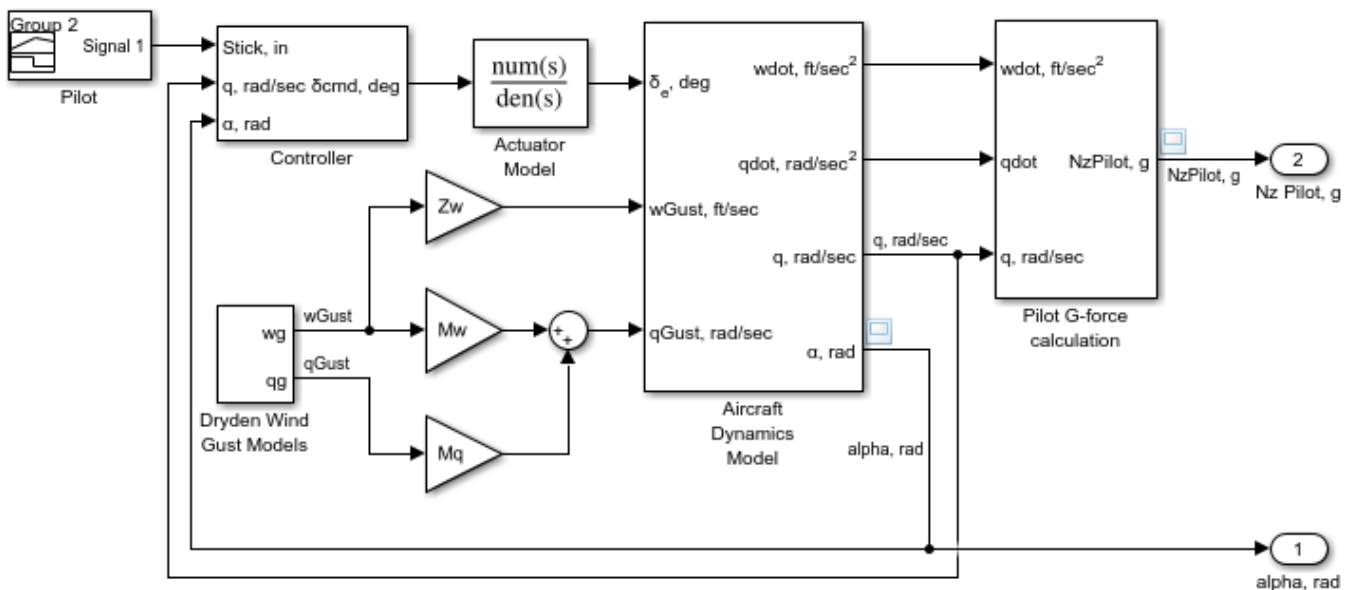 Group 2
Signal 1
Pilot
Stick, in
q, rad/sec δcmd, deg
α, rad
Controller
num(s)
den(s)
Actuator
Model
δe, deg
wGust, ft/sec
qGust, rad/sec
wdot, ft/sec²
qdot, rad/sec²
q, rad/sec
α, rad
Aircraft
Dynamics
Model
q, rad/sec
alpha, rad
wdot, ft/sec²
qdot
q, rad/sec
NzPilot, g
Pilot G-force
calculation
NzPilot, g
2
Nz Pilot, g
Zw
Mw
Mq
+
+
wg
qg
wGust
qGust
Dryden Wind
Gust Models
1
alpha, rad